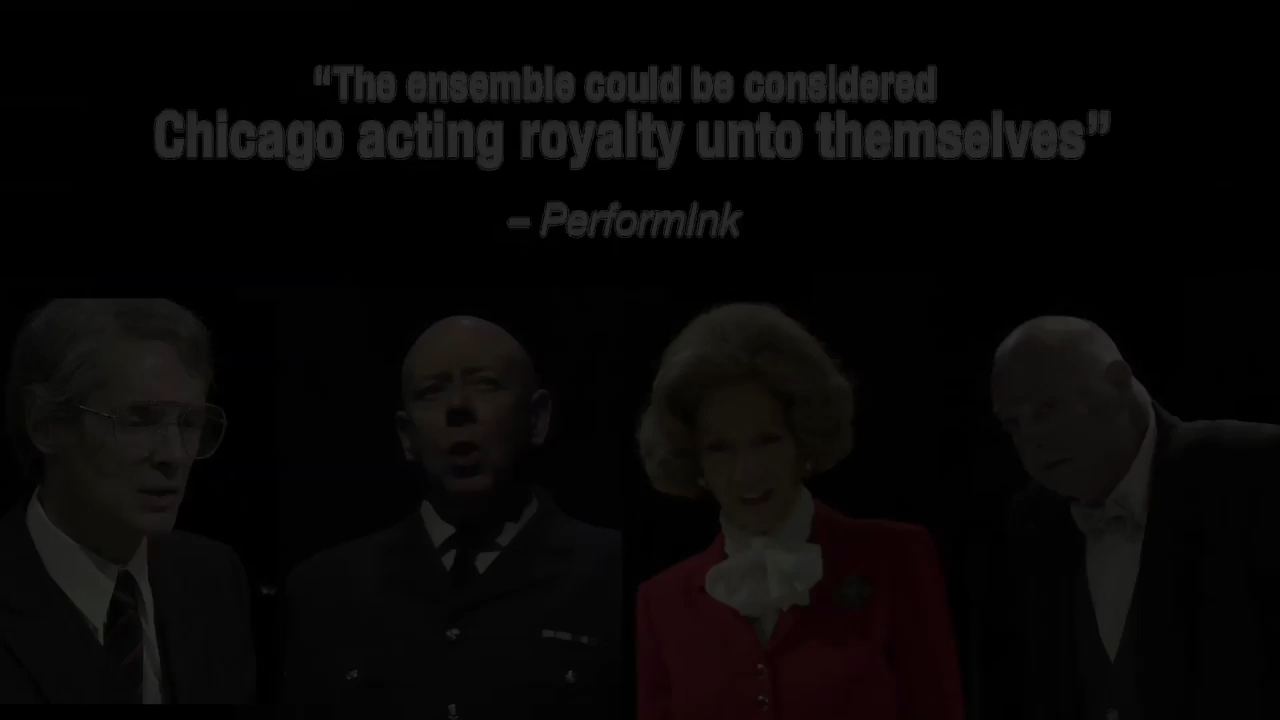 “The ensemble could be considered
Chicago acting royalty unto themselves”
– PerformInk